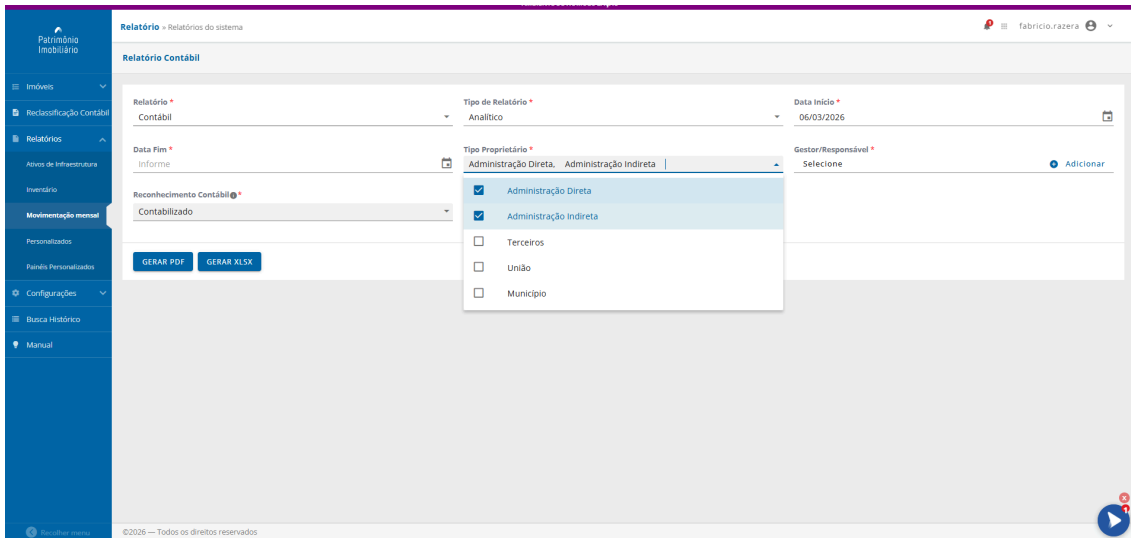 Patrimônio
Imobiliário
Relatório » Relatórios do sistema
fabricio.razera
Relatório Contábil
Imóveis
Reclassificação Contábil
Relatórios
Ativos de Infraestrutura
Inventário
Movimentação mensal
Personalizados
Painéis Personalizados
Configurações
Busca Histórico
Manual
Recolher menu
Relatório *
Contábil
Tipo de Relatório *
Analítico
Data Início *
06/03/2026
Data Fim *
Informe
Tipo Proprietário *
Administração Direta, Administração Indireta
Gestor/Responsável *
Selecione
Adicionar
Administração Direta
Administração Indireta
Terceiros
União
Município
Reconhecimento Contábil *
Contabilizado
GERAR PDF
GERAR XLSX
©2026 — Todos os direitos reservados